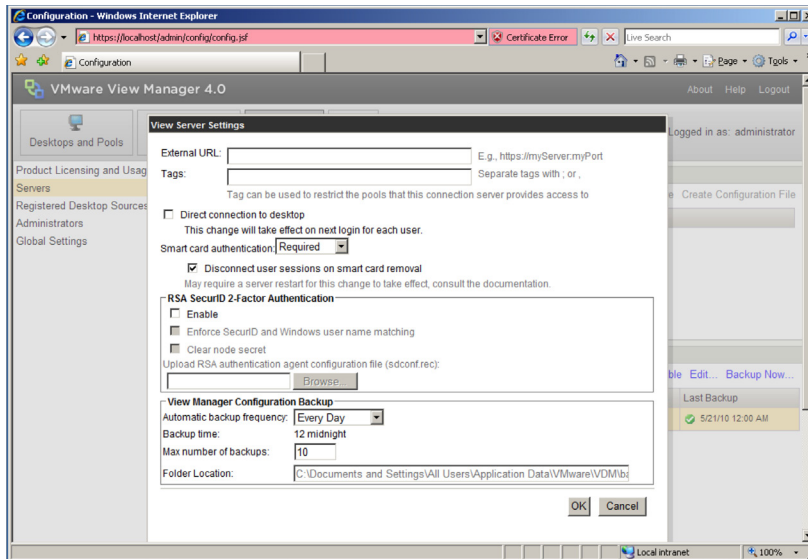 Configuration - Windows Internet Explorer
https://localhost/admin/config/config.jsf
Certificate Error
Live Search
Configuration
Page
Tools
VMware View Manager 4.0
About Help Logout
Desktops and Pools
Logged in as: administrator
View Server Settings
External URL:
E.g., https://myServer:myPort
Tags:
Separate tags with ; or ,
Tag can be used to restrict the pools that this connection server provides access to
Product Licensing and Usag
Servers
Registered Desktop Sources
Administrators
Global Settings
e Create Configuration File
Direct connection to desktop
This change will take effect on next login for each user.
Smart card authentication: Required
Disconnect user sessions on smart card removal
May require a server restart for this change to take effect, consult the documentation.
RSA SecurID 2-Factor Authentication
Enable
Enforce SecurID and Windows user name matching
Clear node secret
Upload RSA authentication agent configuration file (sdconf.rec):
Browse...
ble Edit... Backup Now...
Last Backup
5/21/10 12:00 AM
View Manager Configuration Backup
Automatic backup frequency: Every Day
Backup time: 12 midnight
Max number of backups: 10
Folder Location: C:\Documents and Settings\All Users\Application Data\VMware\VDM\ba
OK Cancel
Local intranet
100%